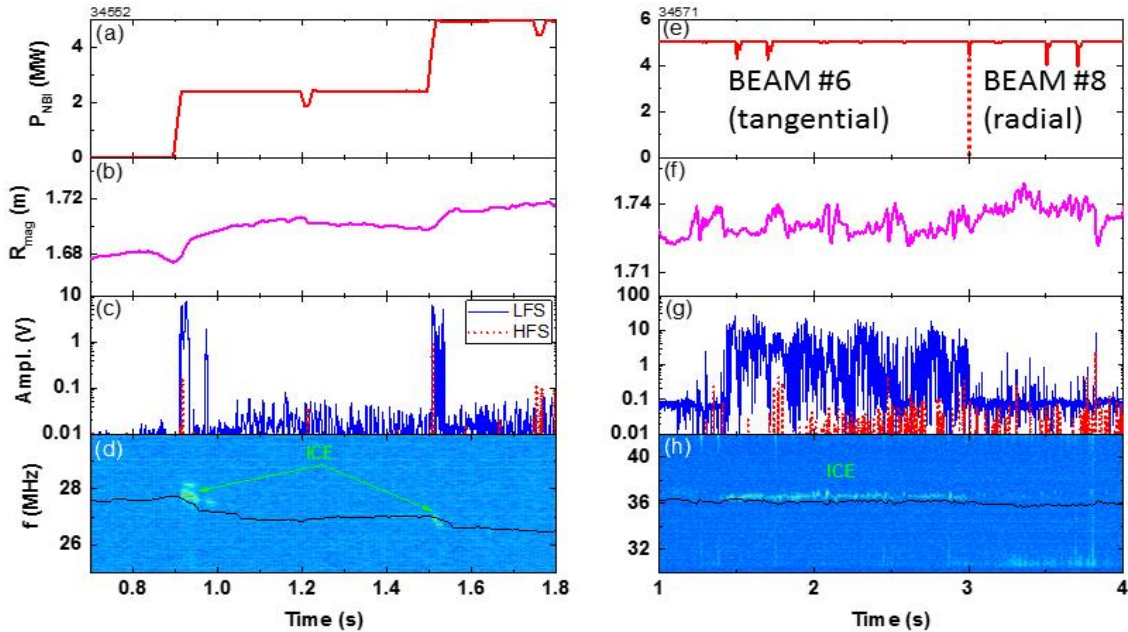 34552
34571
(a)
(e)
P_NBI (MW)
4
2
0
6
5
4
2
0
BEAM #6
(tangential)
BEAM #8
(radial)
(b)
(f)
R_mag (m)
1.72
1.68
1.74
1.71
(c)
(g)
Ampl. (V)
10
1
0.1
0.01
LFS
HFS
100
10
1
0.1
0.01
(d)
(h)
f (MHz)
28
26
ICE
40
36
32
ICE
0.8 1.0 1.2 1.4 1.6 1.8
1 2 3 4
Time (s)
Time (s)